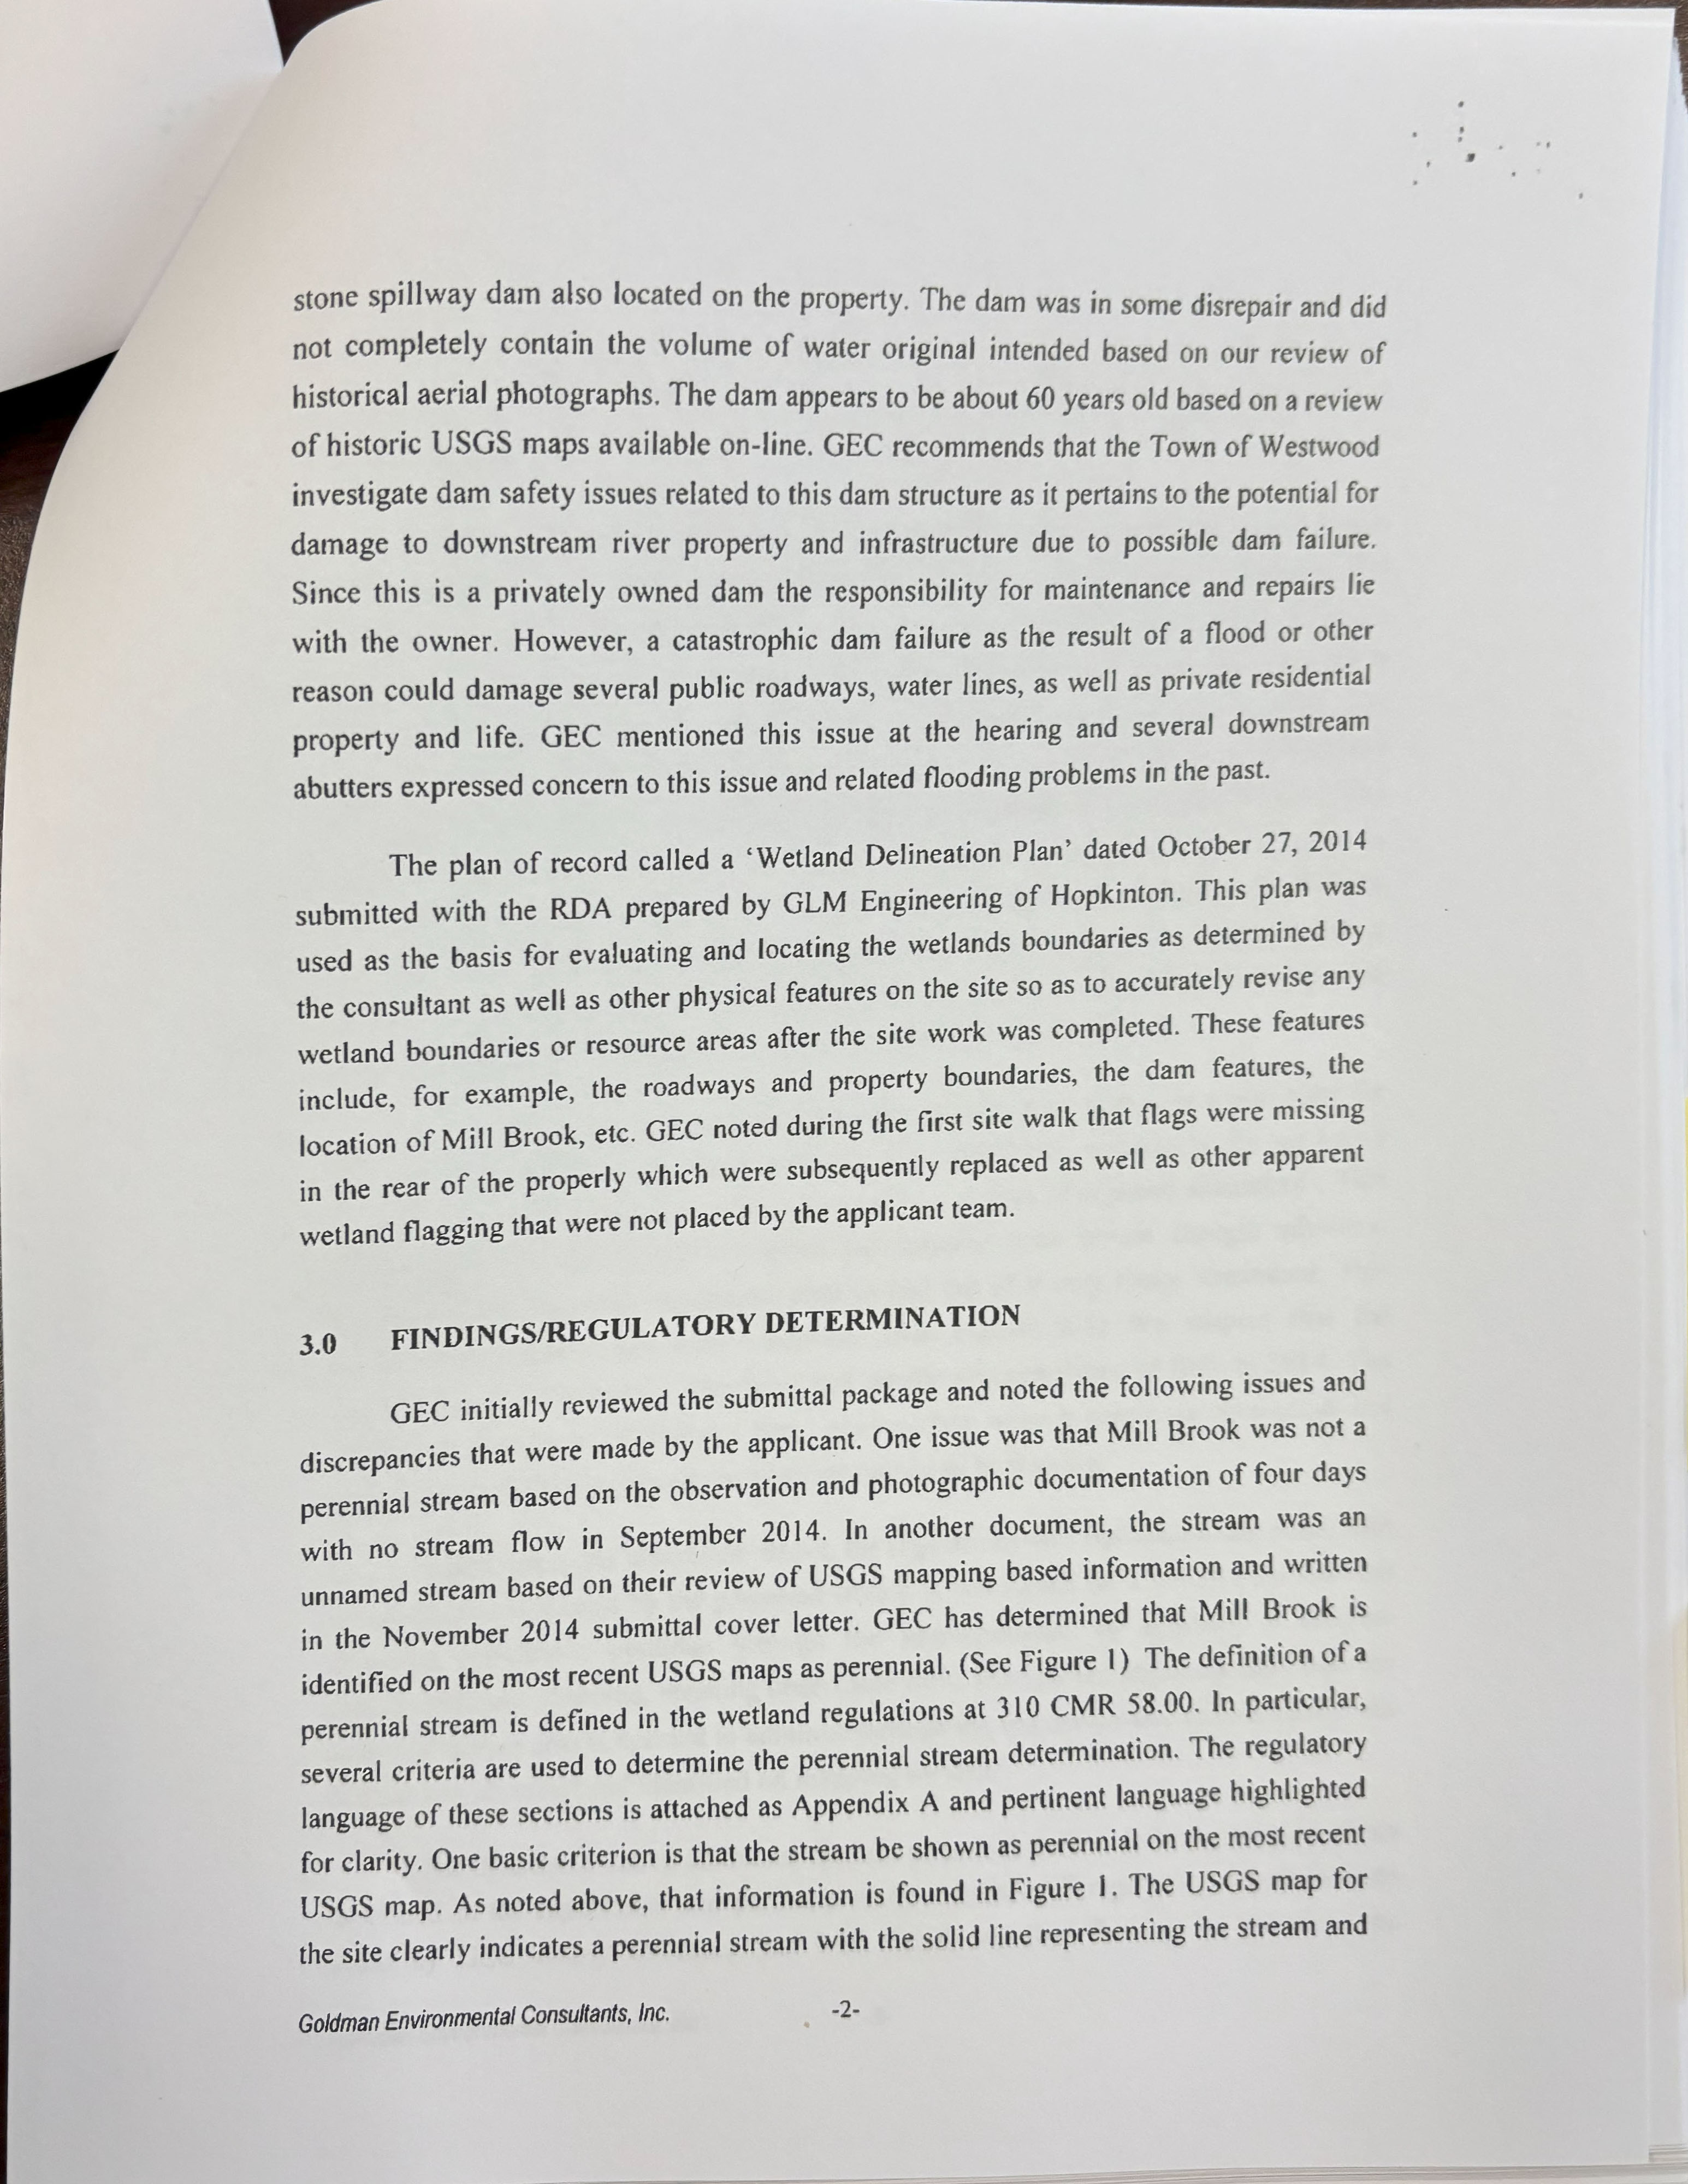 stone spillway dam also located on the property. The dam was in some disrepair and did
not completely contain the volume of water original intended based on our review of
historical aerial photographs. The dam appears to be about 60 years old based on a review
of historic USGS maps available on-line. GEC recommends that the Town of Westwood
investigate dam safety issues related to this dam structure as it pertains to the potential for
damage to downstream river property and infrastructure due to possible dam failure.
Since this is a privately owned dam the responsibility for maintenance and repairs lie
with the owner. However, a catastrophic dam failure as the result of a flood or other
reason could damage several public roadways, water lines, as well as private residential
property and life. GEC mentioned this issue at the hearing and several downstream
abutters expressed concern to this issue and related flooding problems in the past.
The plan of record called a ‘Wetland Delineation Plan’ dated October 27, 2014
submitted with the RDA prepared by GLM Engineering of Hopkinton. This plan was
used as the basis for evaluating and locating the wetlands boundaries as determined by
the consultant as well as other physical features on the site so as to accurately revise any
wetland boundaries or resource areas after the site work was completed. These features
include, for example, the roadways and property boundaries, the dam features, the
location of Mill Brook, etc. GEC noted during the first site walk that flags were missing
in the rear of the properly which were subsequently replaced as well as other apparent
wetland flagging that were not placed by the applicant team.
3.0 FINDINGS/REGULATORY DETERMINATION
GEC initially reviewed the submittal package and noted the following issues and
discrepancies that were made by the applicant. One issue was that Mill Brook was not a
perennial stream based on the observation and photographic documentation of four days
with no stream flow in September 2014. In another document, the stream was an
unnamed stream based on their review of USGS mapping based information and written
in the November 2014 submittal cover letter. GEC has determined that Mill Brook is
identified on the most recent USGS maps as perennial. (See Figure 1) The definition of a
perennial stream is defined in the wetland regulations at 310 CMR 58.00. In particular,
several criteria are used to determine the perennial stream determination. The regulatory
language of these sections is attached as Appendix A and pertinent language highlighted
for clarity. One basic criterion is that the stream be shown as perennial on the most recent
USGS map. As noted above, that information is found in Figure 1. The USGS map for
the site clearly indicates a perennial stream with the solid line representing the stream and
Goldman Environmental Consultants, Inc. -2-